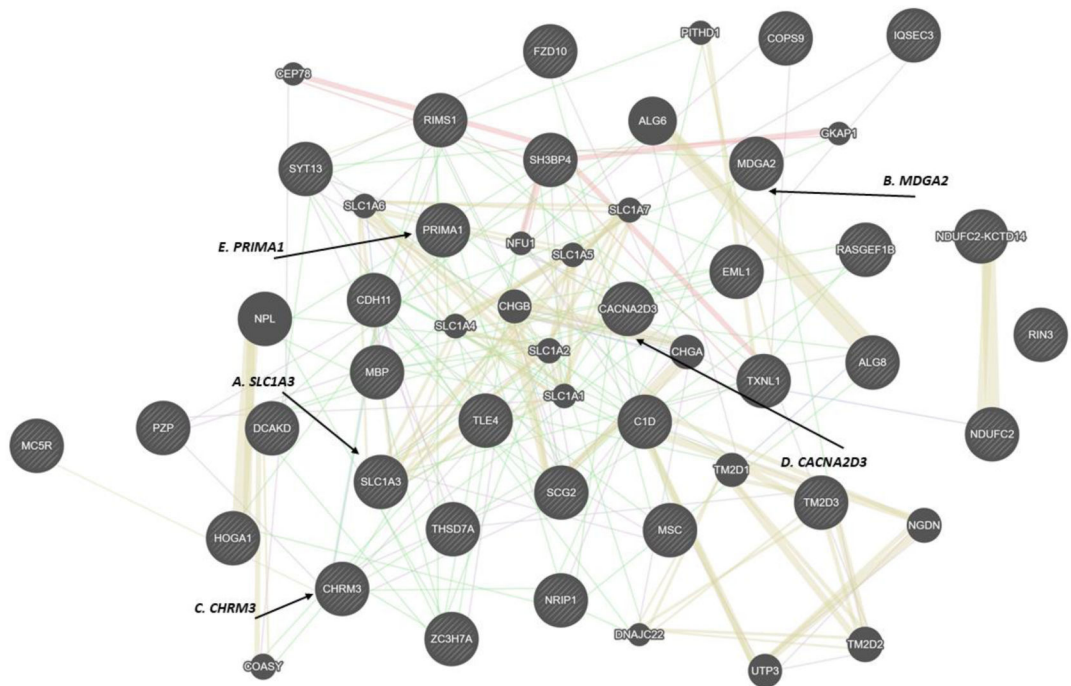 PITHD1
COPS9
IQSEC3
FZD10
CEP78
RIMS1
ALG6
GKAP1
SH3BP4
MDGA2
SYT13
B. MDGA2
SLC1A6
SLC1A7
PRIMA1
NFU1
NDUFC2-KCTD14
E. PRIMA1
SLC1A5
RASGEF1B
EML1
CDH11
CHGB
CACNA2D3
NPL
SLC1A4
RIN3
SLC1A2
CHGA
ALG8
MBP
TXNL1
A. SLC1A3
SLC1A1
TLE4
C1D
PZP
DCAKD
NDUFC2
MC5R
D. CACNA2D3
TM2D1
SLC1A3
SCG2
TM2D3
NGDN
THSD7A
MSC
HOGA1
CHRM3
NRIP1
C. CHRM3
ZC3H7A
DNAJC22
TM2D2
COASY
UTP3